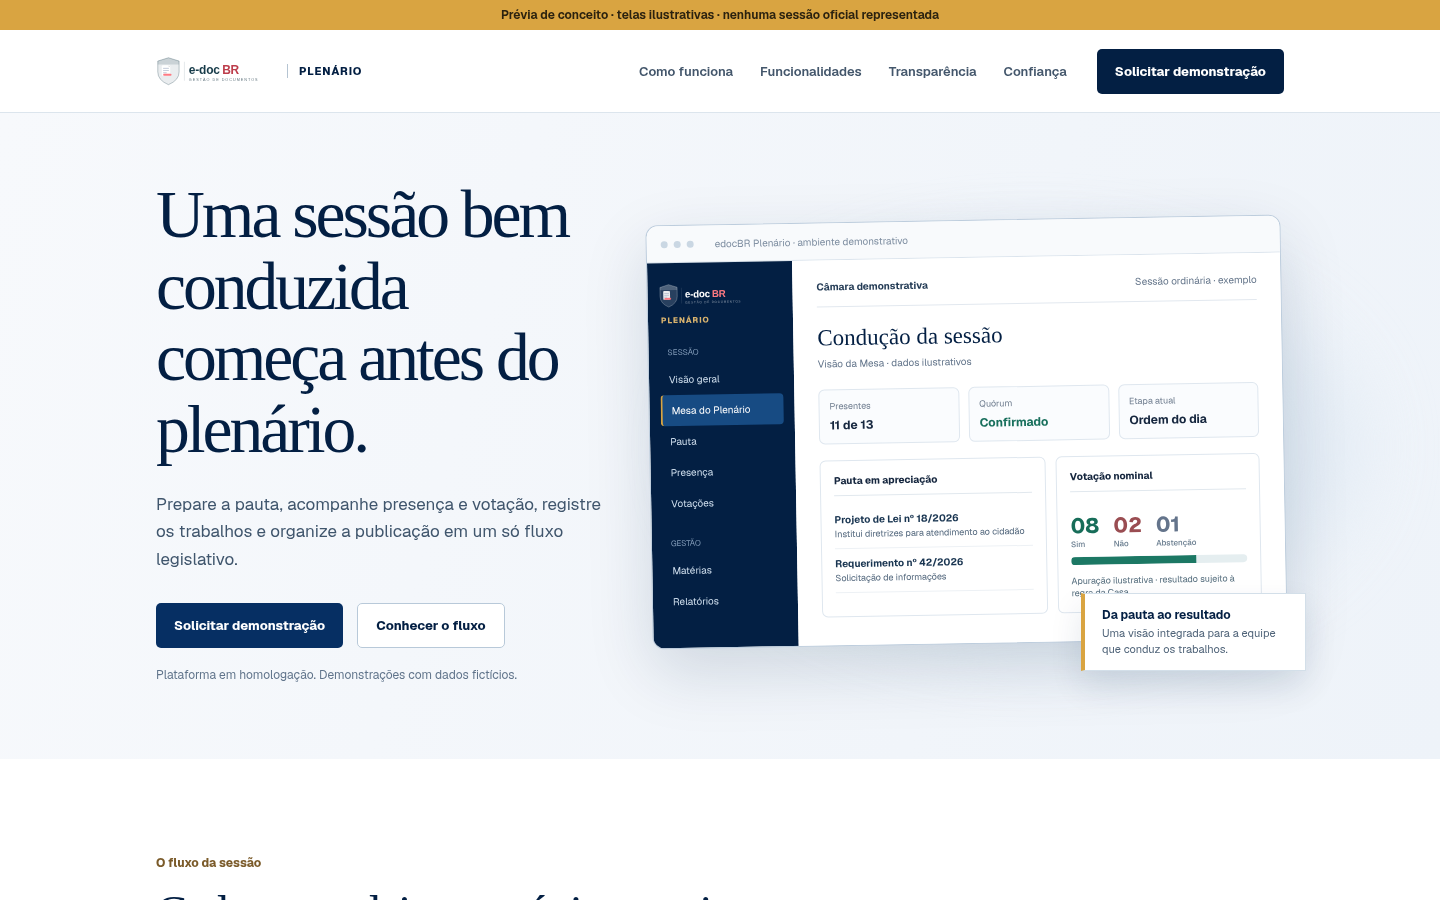 Prévia de conceito · telas ilustrativas · nenhuma sessão oficial representada
e-doc BR
GESTÃO DE DOCUMENTOS
PLENÁRIO
Como funciona
Funcionalidades
Transparência
Confiança
Solicitar demonstração
Uma sessão bem
conduzida
começa antes do
plenário.
Prepare a pauta, acompanhe presença e votação, registre
os trabalhos e organize a publicação em um só fluxo
legislativo.
Solicitar demonstração
Conhecer o fluxo
Plataforma em homologação. Demonstrações com dados fictícios.
edocBR Plenário · ambiente demonstrativo
e-doc BR
GESTÃO DE DOCUMENTOS
PLENÁRIO
SESSÃO
Visão geral
Mesa do Plenário
Pauta
Presença
Votações
GESTÃO
Matérias
Relatórios
Câmara demonstrativa
Sessão ordinária · exemplo
Condução da sessão
Visão da Mesa · dados ilustrativos
Presentes
11 de 13
Quórum
Confirmado
Etapa atual
Ordem do dia
Pauta em apreciação
Projeto de Lei nº 18/2026
Institui diretrizes para atendimento ao cidadão
Requerimento nº 42/2026
Solicitação de informações
Votação nominal
08 02 01
Sim Não Abstenção
Apuração ilustrativa · resultado sujeito à
regra da Casa
Da pauta ao resultado
Uma visão integrada para a equipe
que conduz os trabalhos.
O fluxo da sessão